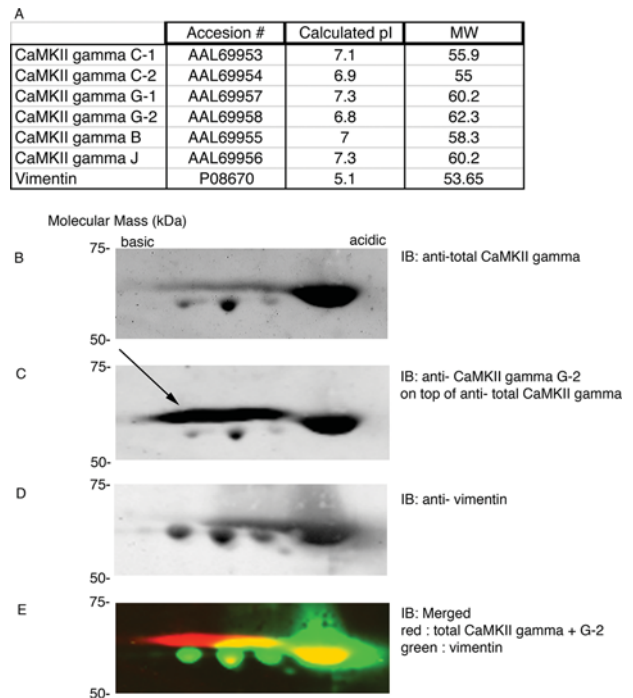 A
Accesion # Calculated pI MW
CaMKII gamma C-1 AAL69953 7.1 55.9
CaMKII gamma C-2 AAL69954 6.9 55
CaMKII gamma G-1 AAL69957 7.3 60.2
CaMKII gamma G-2 AAL69958 6.8 62.3
CaMKII gamma B AAL69955 7 58.3
CaMKII gamma J AAL69956 7.3 60.2
Vimentin P08670 5.1 53.65
Molecular Mass (kDa)
basic acidic
75-
B IB: anti-total CaMKII gamma
50-
75-
C IB: anti- CaMKII gamma G-2
on top of anti- total CaMKII gamma
50-
75-
D IB: anti- vimentin
50-
75-
E IB: Merged
red : total CaMKII gamma + G-2
green : vimentin
50-